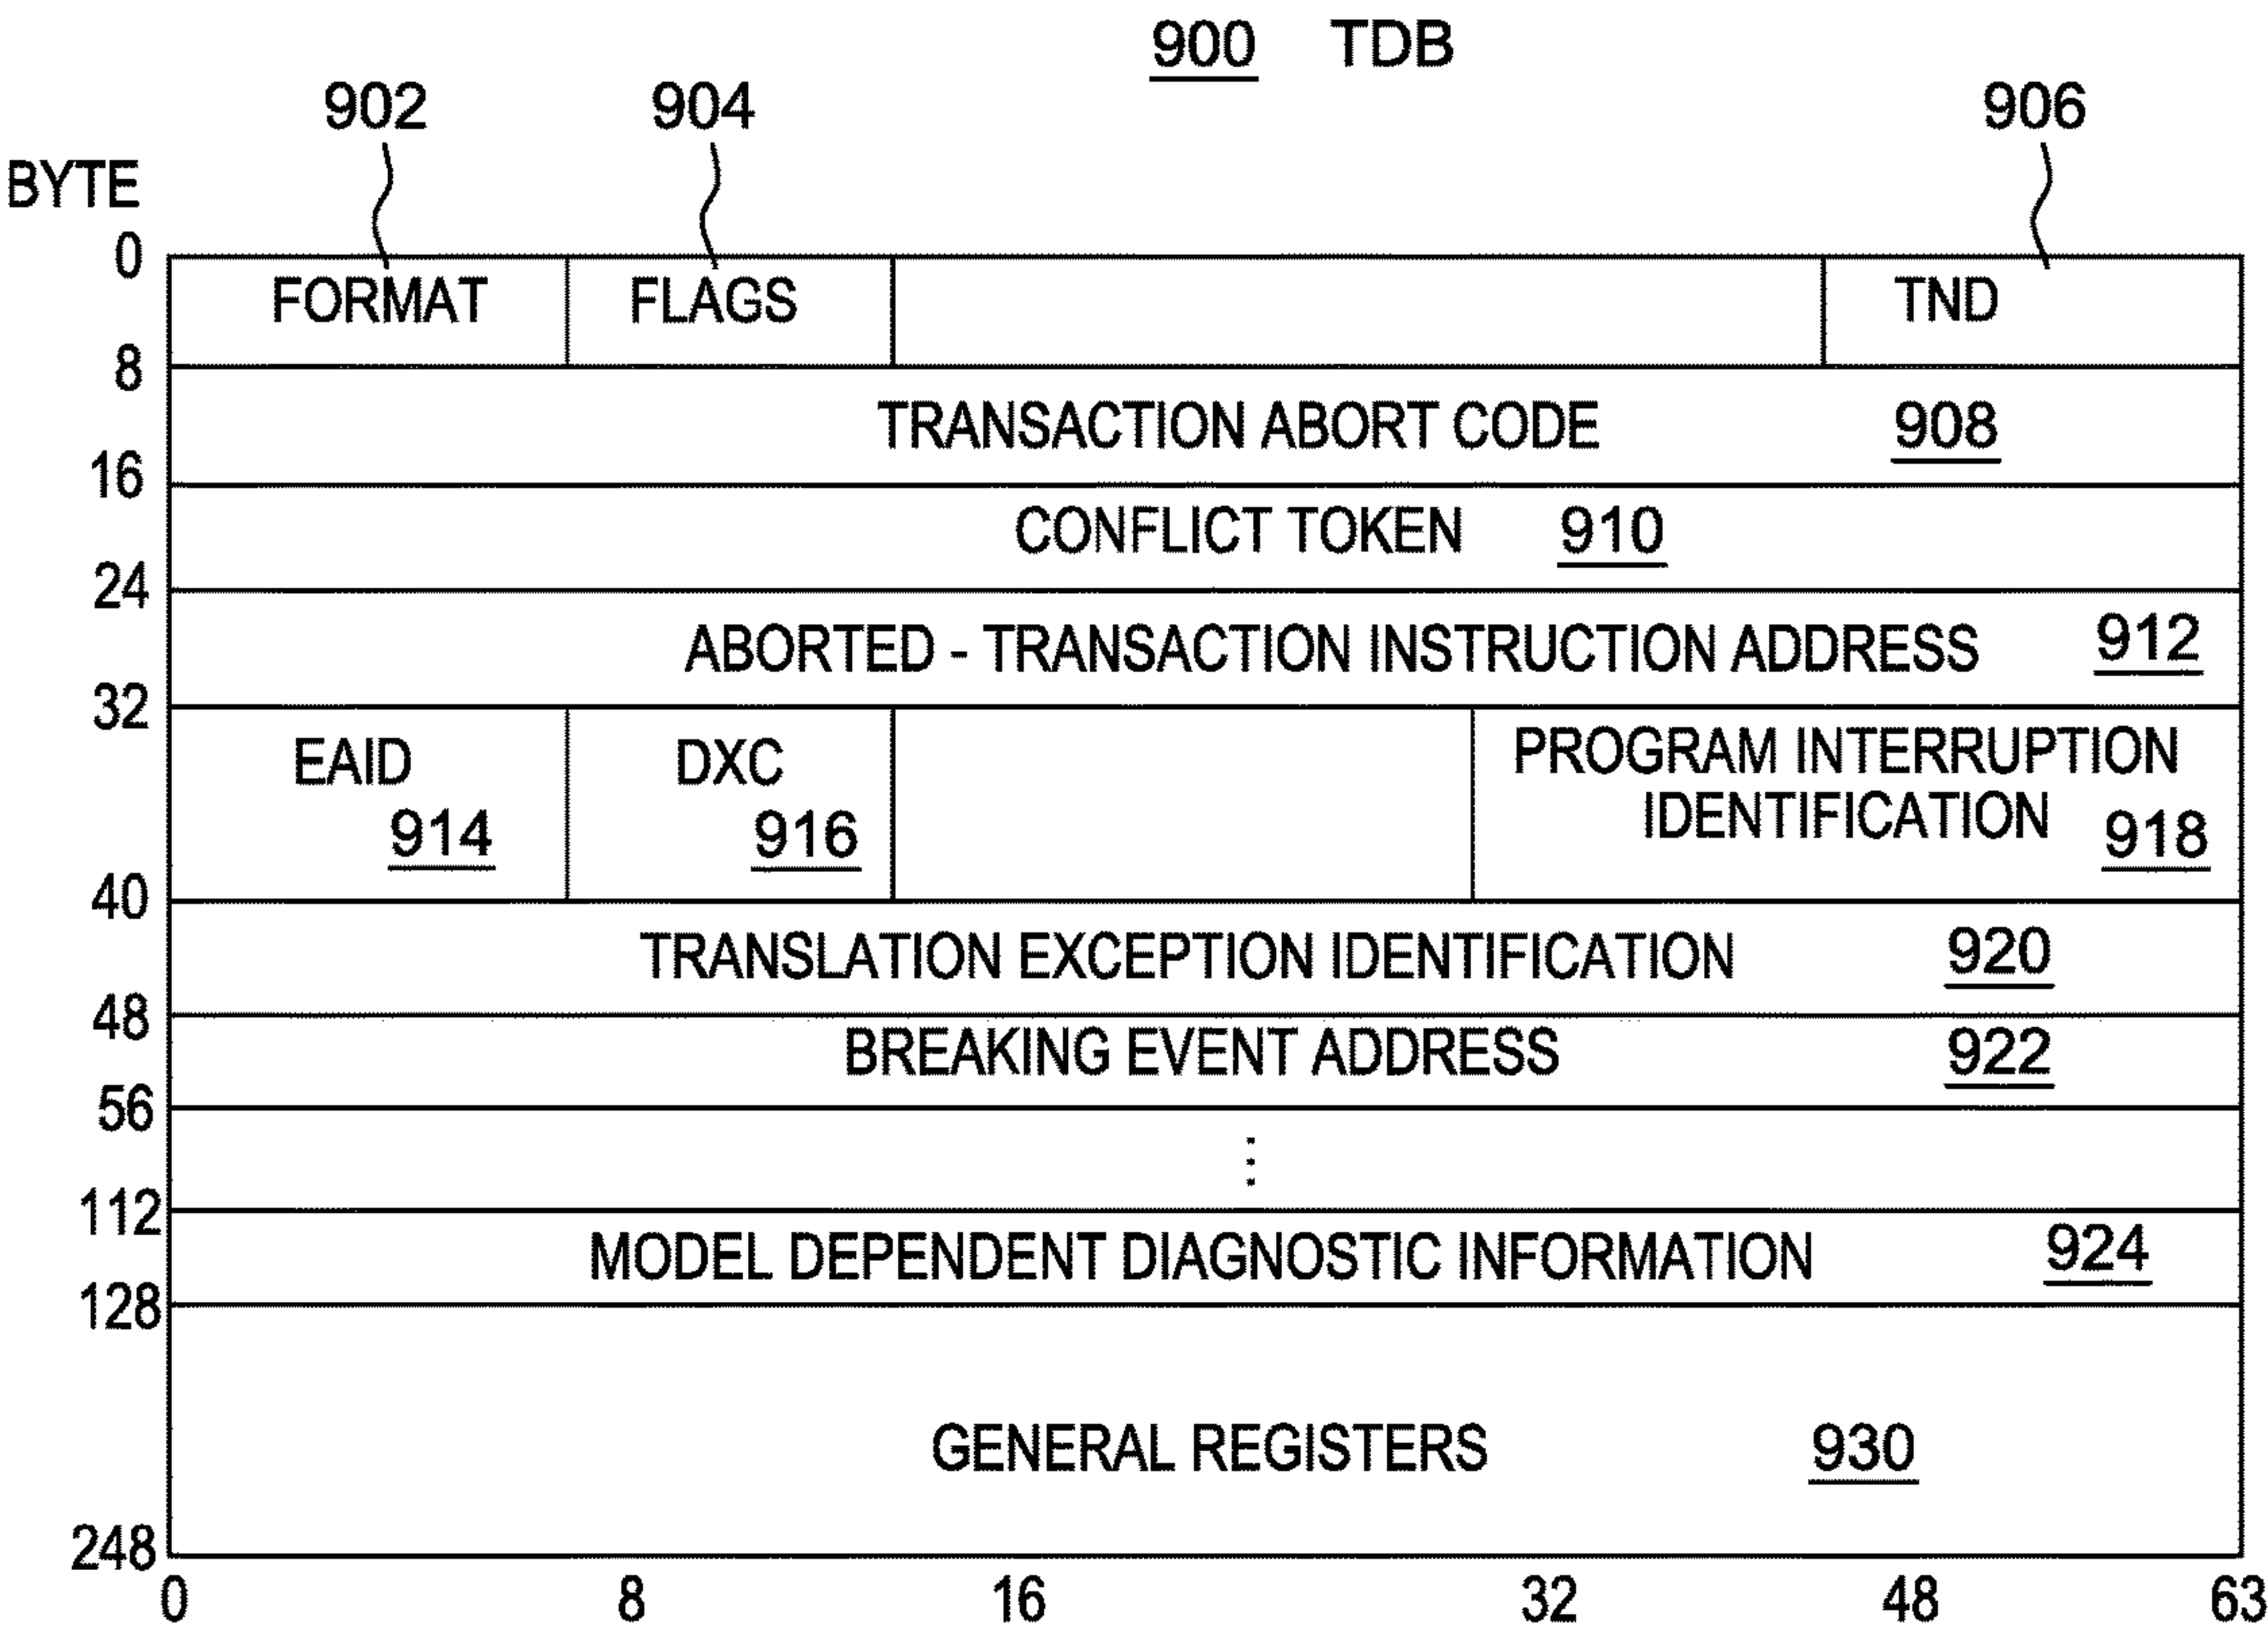 900 TDB
902 904 906
BYTE
0
FORMAT FLAGS TND
8
TRANSACTION ABORT CODE 908
16
CONFLICT TOKEN 910
24
ABORTED - TRANSACTION INSTRUCTION ADDRESS 912
32
EAID DXC PROGRAM INTERRUPTION
IDENTIFICATION
914 916 918
40
TRANSLATION EXCEPTION IDENTIFICATION 920
48
BREAKING EVENT ADDRESS 922
56
112
MODEL DEPENDENT DIAGNOSTIC INFORMATION 924
128
GENERAL REGISTERS 930
248
0 8 16 32 48 63